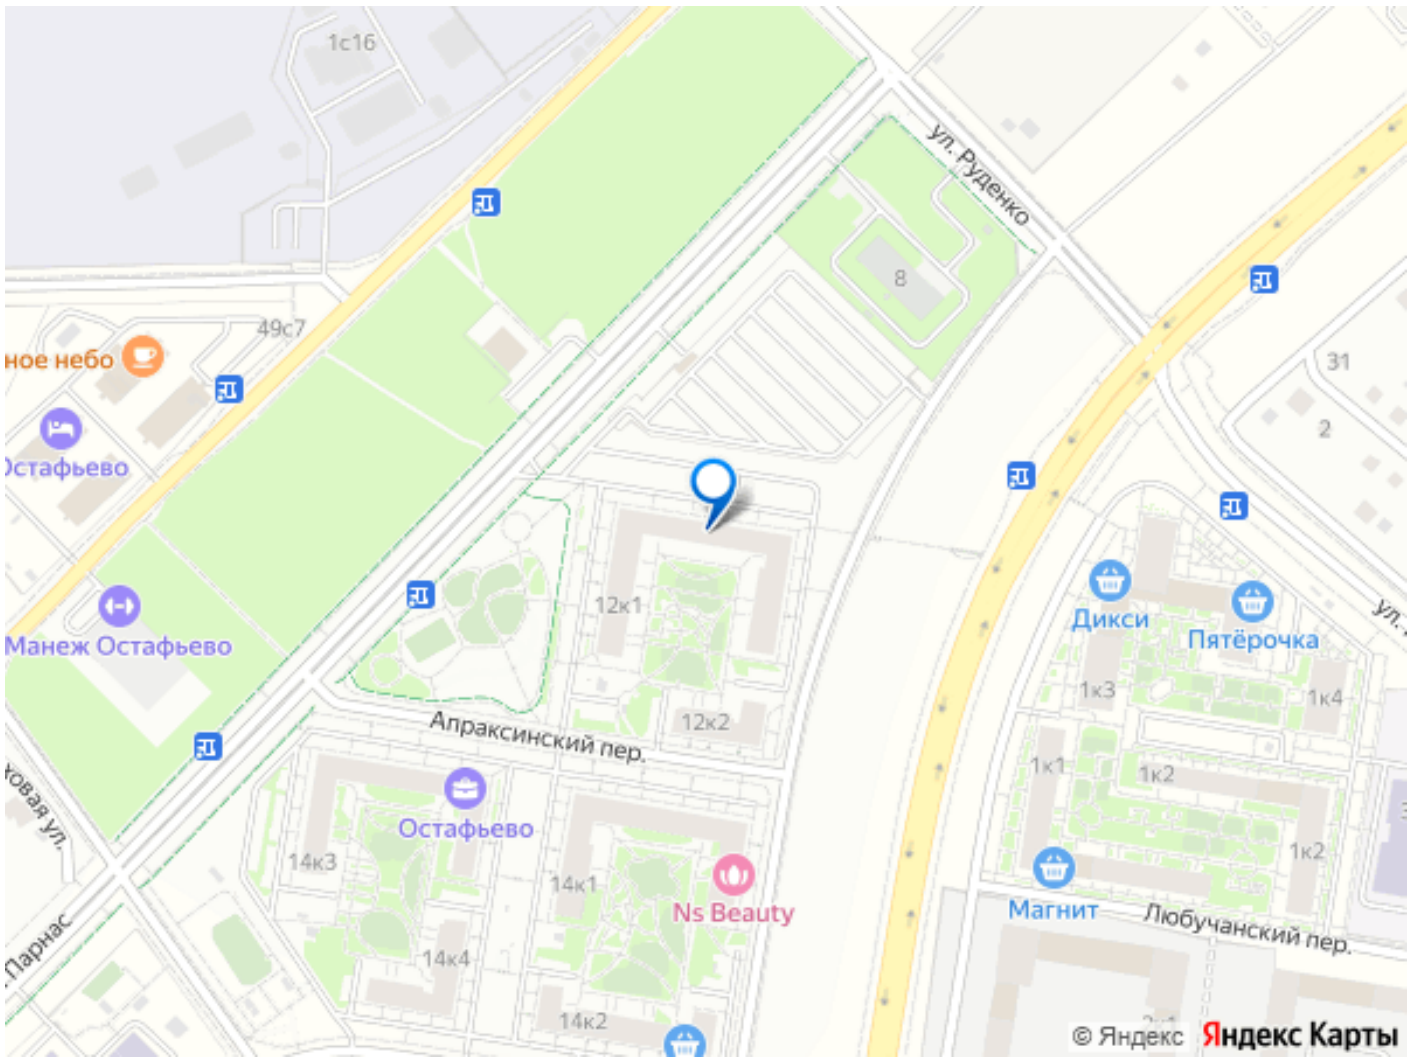 1с16
ул. Руденко
8
49с7
ное небо
31
2
Остафьево
12к1
Дикси
Пятёрочка
ул.
Манеж Остафьево
1к3
1к4
12к2
Апраксинский пер.
ховая ул.
1к1
1к2
Остафьево
14к3
1к2
14к1
Ns Beauty
Магнит
Любучанский пер.
Парнас
14к4
14к2
© Яндекс Яндекс Карты